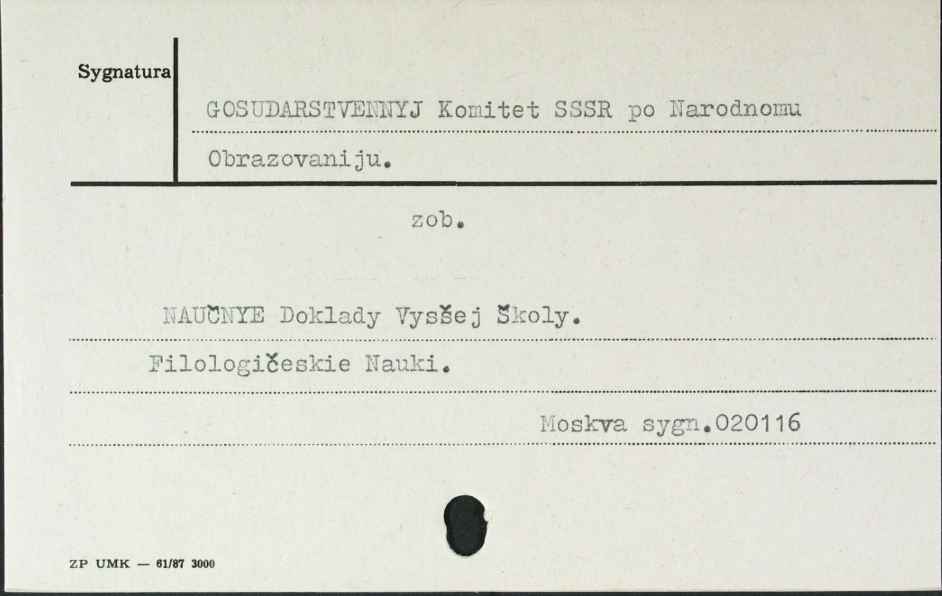 Sygnatura
GOSUDARSTVENNYJ Komitet SSSR po Narodnomu
Obrazovaniju.
zob.
NAUČNYE Doklady Vysšej Školy.
Filologičeskie Nauki.
Moskva sygn.020116
ZP UMK — 61/87 3000